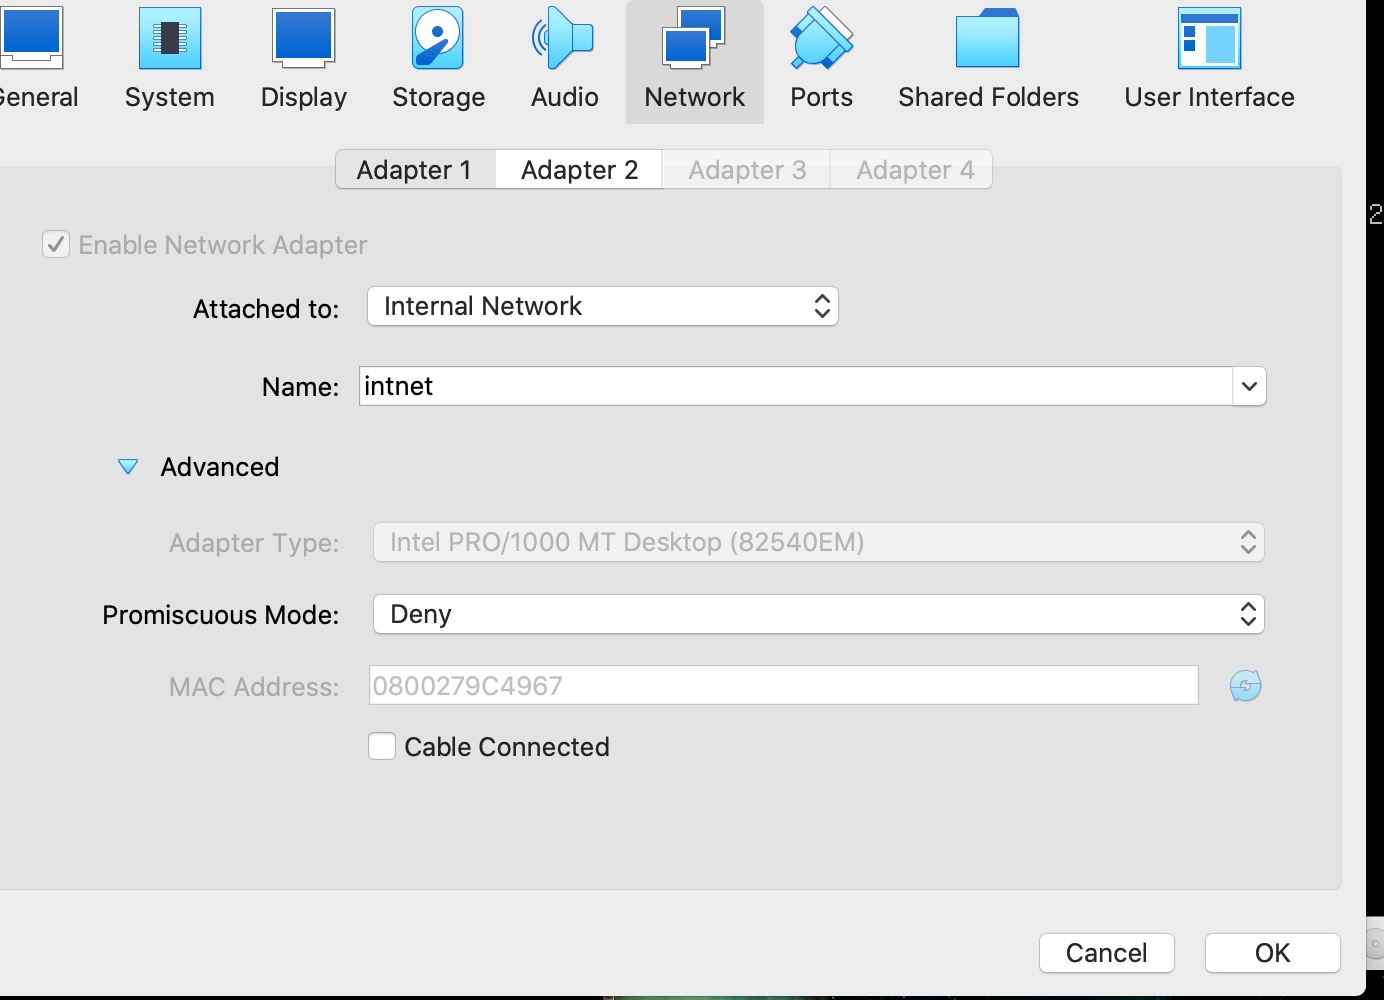 General System Display Storage Audio Network Ports Shared Folders User Interface
Adapter 1 Adapter 2 Adapter 3 Adapter 4
2
Enable Network Adapter
Attached to: Internal Network
Name: intnet
Advanced
Adapter Type: Intel PRO/1000 MT Desktop (82540EM)
Promiscuous Mode: Deny
MAC Address: 0800279C4967
Cable Connected
Cancel OK